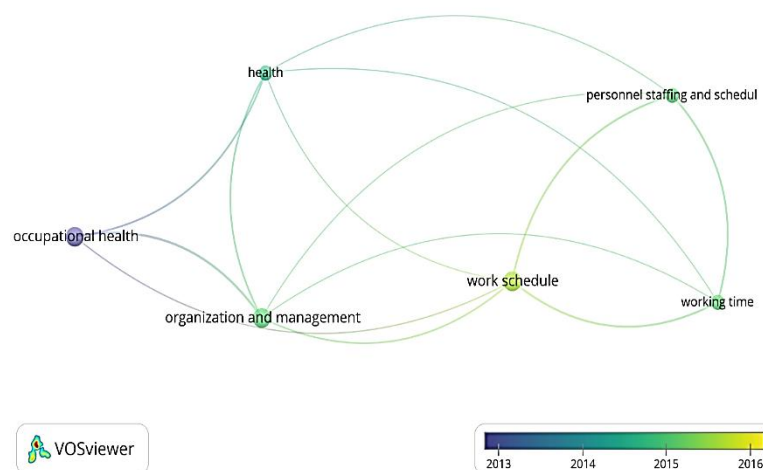 health
personnel staffing and schedul
occupational health
work schedule
working time
organization and management
VOSviewer
2013 2014 2015 2016